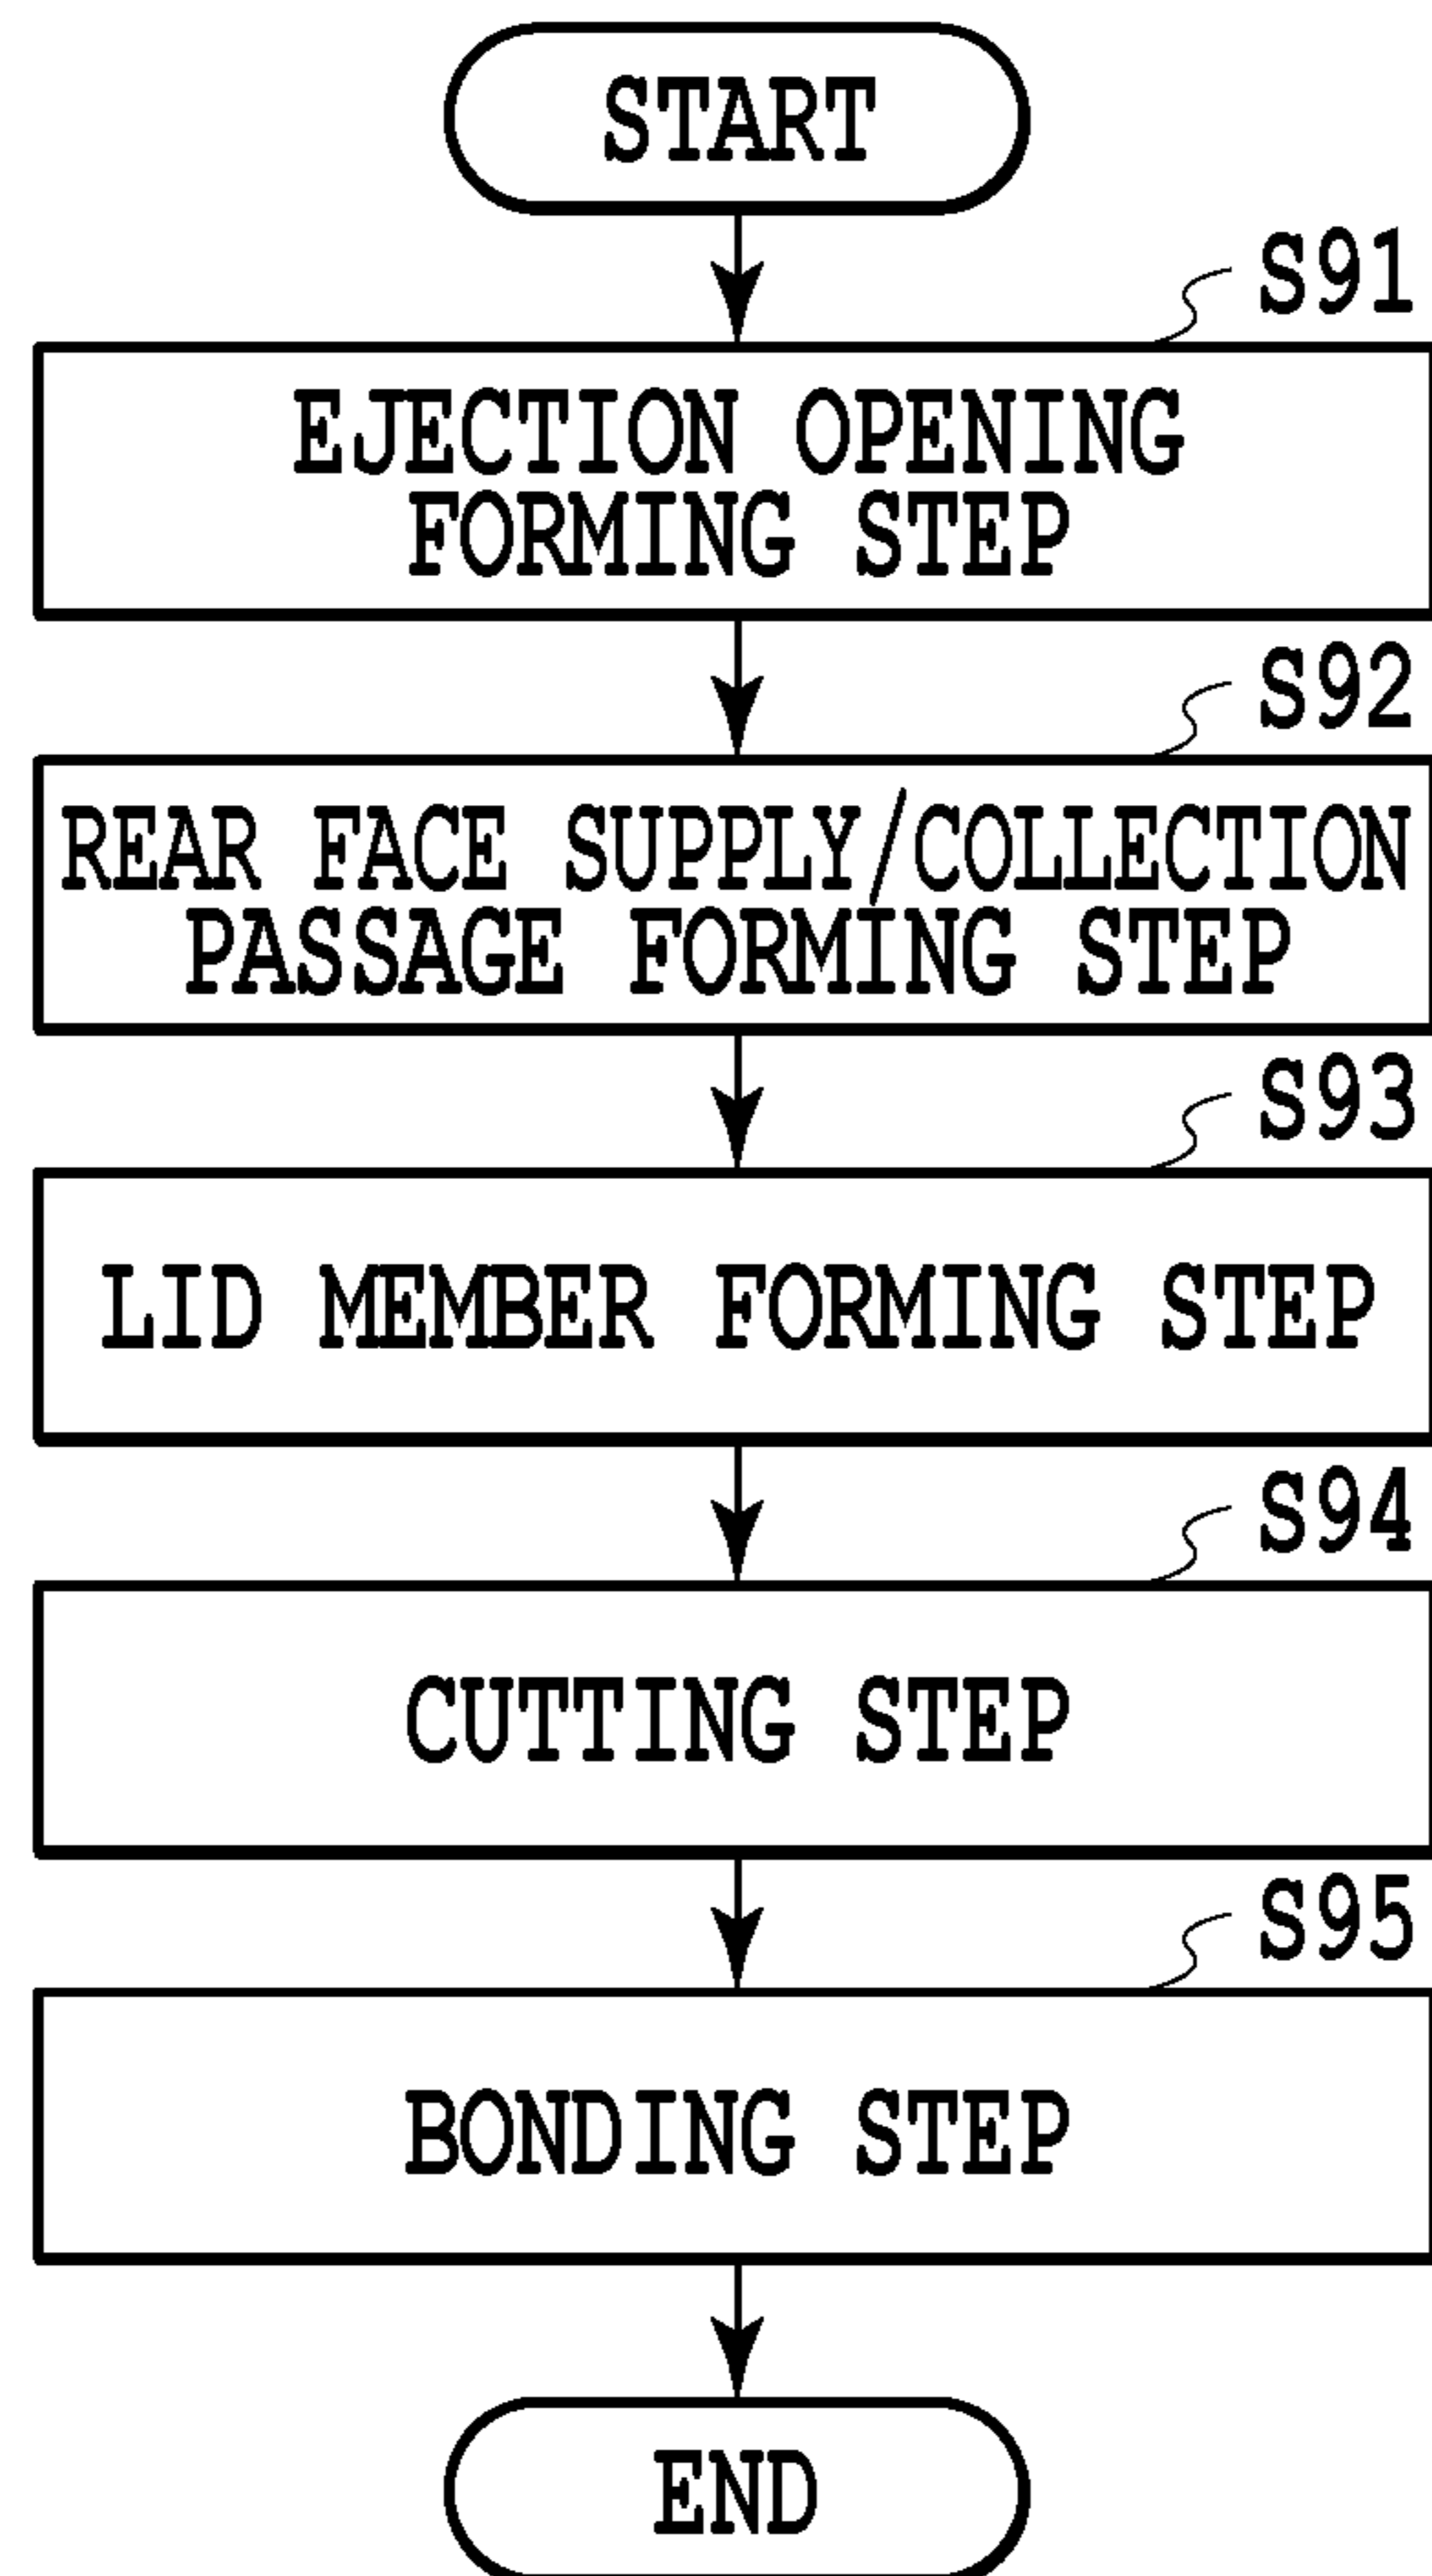 START
S91
EJECTION OPENING
FORMING STEP
S92
REAR FACE SUPPLY/COLLECTION
PASSAGE FORMING STEP
S93
LID MEMBER FORMING STEP
S94
CUTTING STEP
S95
BONDING STEP
END